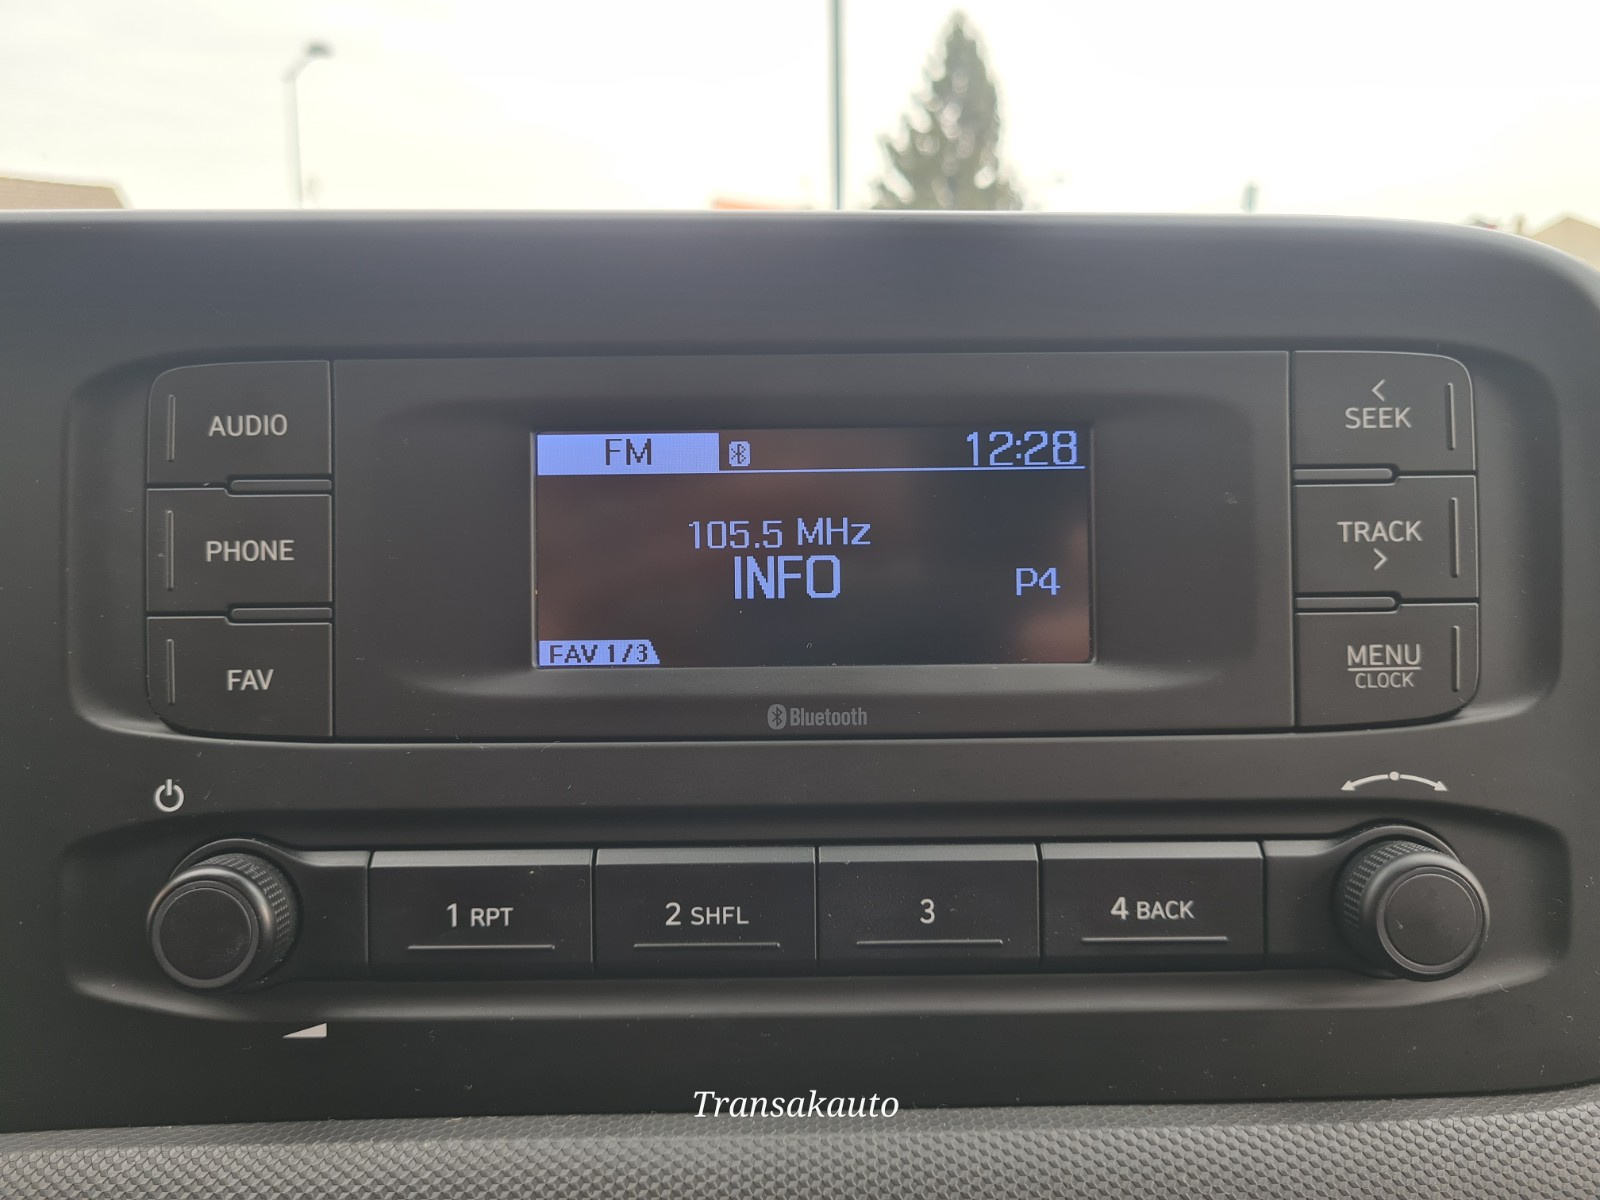 AUDIO
PHONE
FAV
FM 12:28
105.5 MHz
INFO
P4
FAV 1/3
Bluetooth
< SEEK
TRACK >
MENU
CLOCK
1 RPT
2 SHFL
3
4 BACK
Transakauto